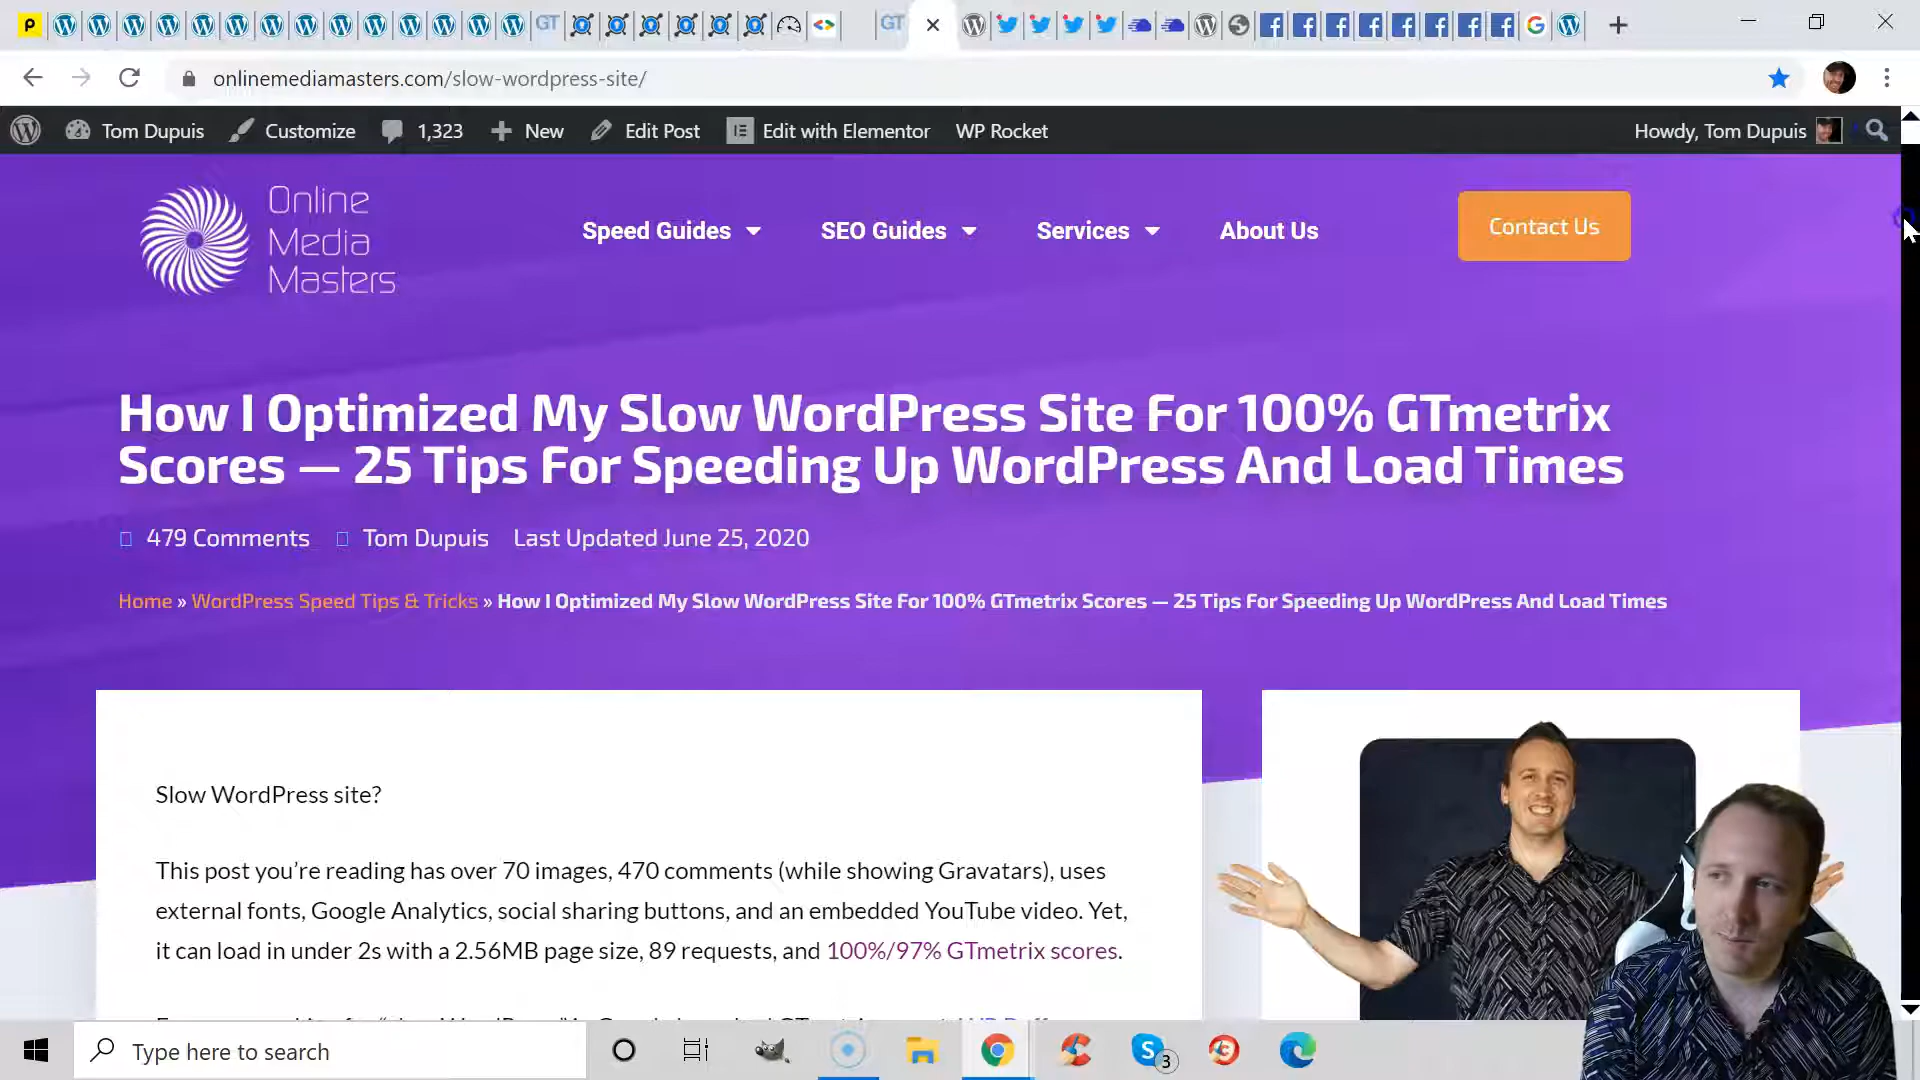 onlinemediamasters.com/slow-wordpress-site/
Tom Dupuis Customize 1,323 New Edit Post Edit with Elementor WP Rocket Howdy, Tom Dupuis
Online
Media
Masters
Speed Guides SEO Guides Services About Us Contact Us
How I Optimized My Slow WordPress Site For 100% GTmetrix
Scores — 25 Tips For Speeding Up WordPress And Load Times
479 Comments Tom Dupuis Last Updated June 25, 2020
Home » WordPress Speed Tips & Tricks » How I Optimized My Slow WordPress Site For 100% GTmetrix Scores — 25 Tips For Speeding Up WordPress And Load Times
Slow WordPress site?
This post you’re reading has over 70 images, 470 comments (while showing Gravatars), uses
external fonts, Google Analytics, social sharing buttons, and an embedded YouTube video. Yet,
it can load in under 2s with a 2.56MB page size, 89 requests, and 100%/97% GTmetrix scores.
Type here to search
3